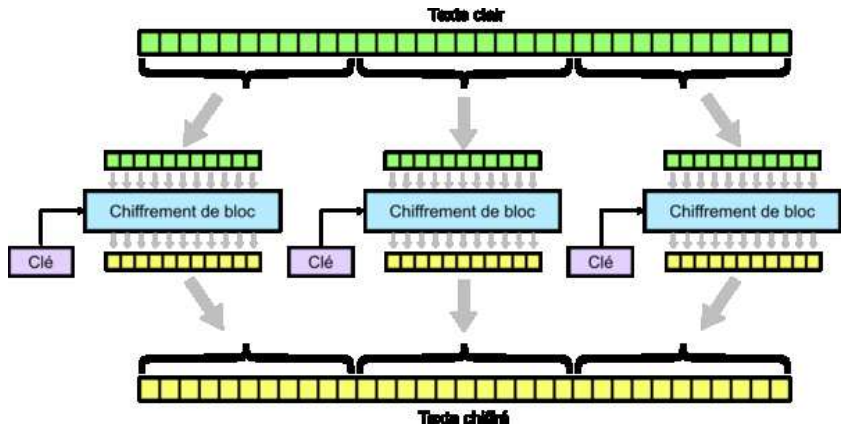 Texte clair
Chiffrement de bloc
Chiffrement de bloc
Chiffrement de bloc
Clé
Clé
Clé
Texte chiffré